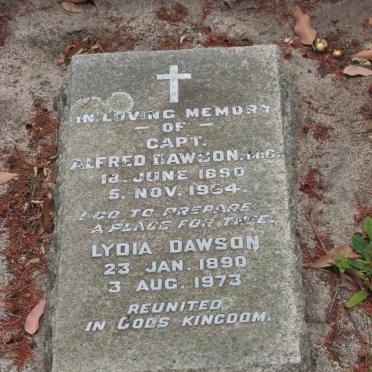 IN LOVING MEMORY
– OF –
CAPT.
ALFRED DAWSON. M.C.
13. JUNE 1890
5. NOV. 1954.
I GO TO PREPARE
A PLACE FOR THEE.
LYDIA DAWSON
23 JAN. 1890
3 AUG. 1973
REUNITED
IN GODS KINGDOM.